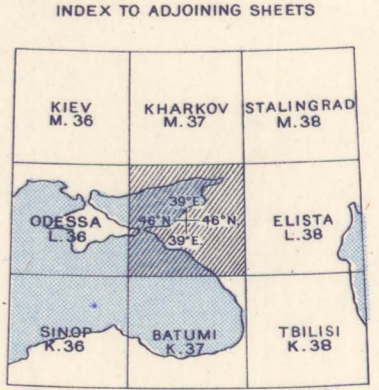 INDEX TO ADJOINING SHEETS
KIEV
M. 36
KHARKOV
M. 37
STALINGRAD
M. 38
ODESSA
L.36
39°E.
46°N
46°N
39°E.
ELISTA
L.38
SINOP
K.36
BATUMI
K.37
TBILISI
K.38